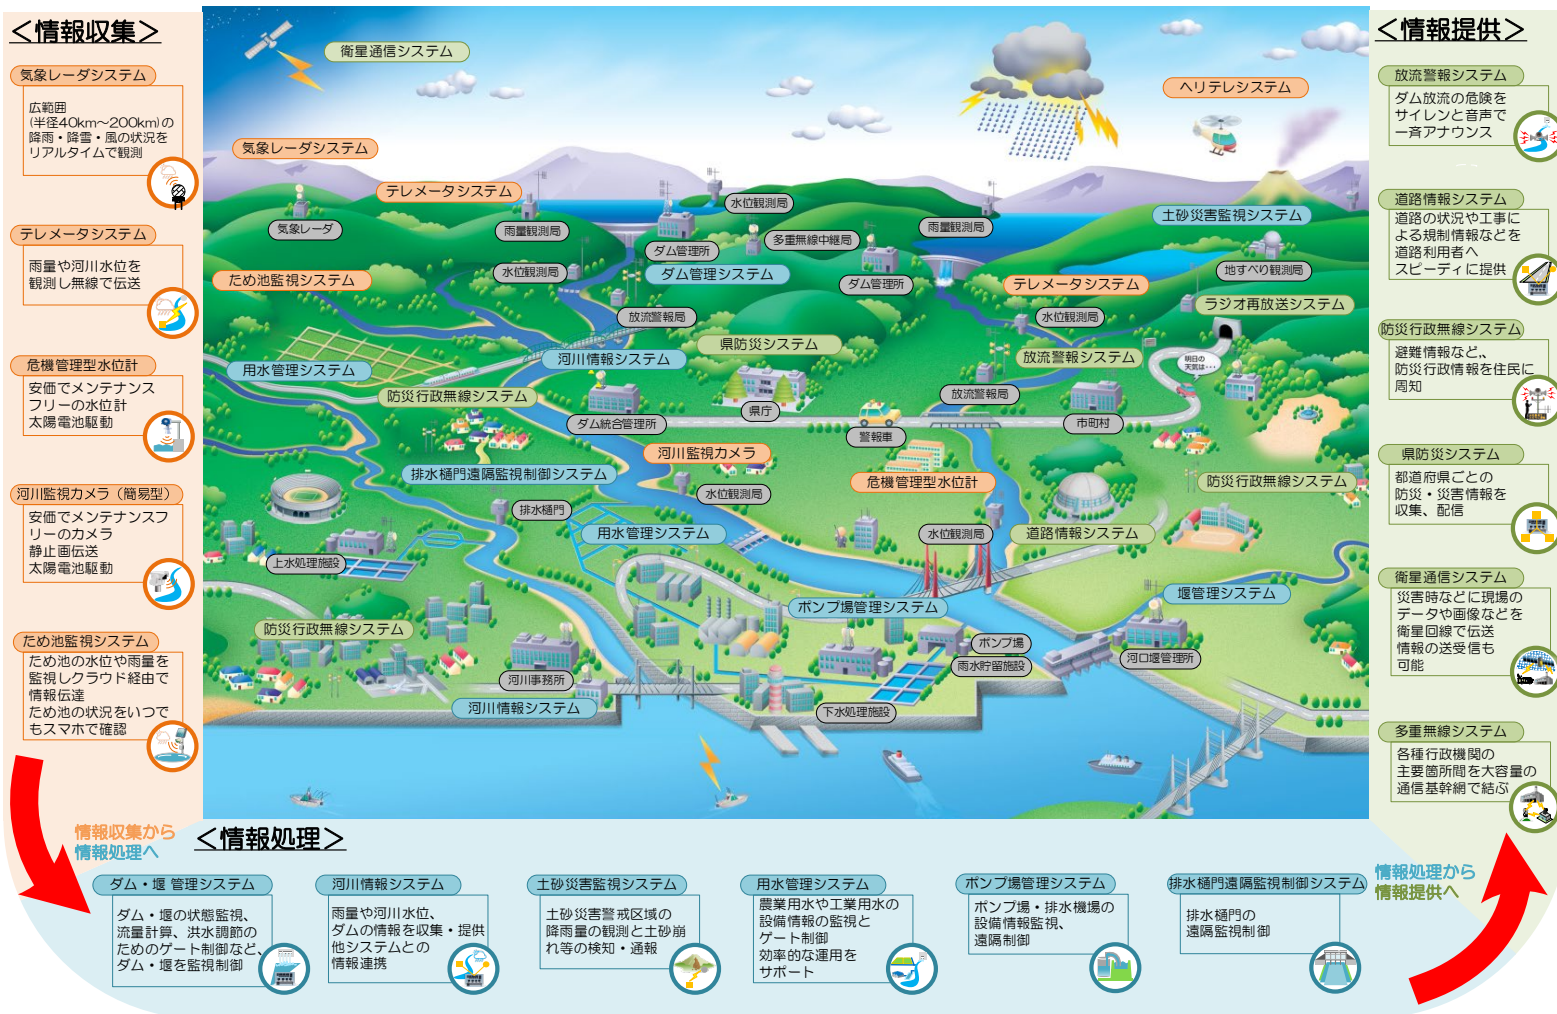 ＜情報収集＞
気象レーダシステム
広範囲
(半径40km～200km)の
降雨・降雪・風の状況を
リアルタイムで観測
テレメータシステム
雨量や河川水位を
観測し無線で伝送
危機管理型水位計
安価でメンテナンス
フリーの水位計
太陽電池駆動
河川監視カメラ（簡易型）
安価でメンテナンスフ
リーのカメラ
静止画伝送
太陽電池駆動
ため池監視システム
ため池の水位や雨量を
監視しクラウド経由で
情報伝達
ため池の状況をいつで
もスマホで確認
情報収集から
情報処理へ
衛星通信システム
ヘリテレシステム
気象レーダシステム
テレメータシステム
水位観測局
土砂災害監視システム
気象レーダ
雨量観測局
ダム管理所
多重無線中継局
雨量観測局
ため池監視システム
水位観測局
ダム管理システム
ダム管理所
テレメータシステム
地すべり観測局
ラジオ再放送システム
放流警報局
水位観測局
用水管理システム
河川情報システム
県防災システム
放流警報システム
明日の
天気は・・・
防災行政無線システム
ダム統合管理所
県庁
警報車
放流警報局
市町村
河川監視カメラ
排水樋門遠隔監視制御システム
水位観測局
危機管理型水位計
防災行政無線システム
排水樋門
用水管理システム
水位観測局
道路情報システム
上水処理施設
ポンプ場管理システム
堰管理システム
防災行政無線システム
ポンプ場
雨水貯留施設
河口堰管理所
河川事務所
河川情報システム
下水処理施設
＜情報提供＞
放流警報システム
ダム放流の危険を
サイレンと音声で
一斉アナウンス
道路情報システム
道路の状況や工事に
よる規制情報などを
道路利用者へ
スピーディに提供
防災行政無線システム
避難情報など、、
防災行政情報を住民に
周知
県防災システム
都道府県ごとの
防災・災害情報を
収集、配信
衛星通信システム
災害時などに現場の
データや画像などを
衛星回線で伝送
情報の送受信も
可能
多重無線システム
各種行政機関の
主要箇所間を大容量の
通信基幹網で結ぶ
情報処理から
情報提供へ
＜情報処理＞
ダム・堰 管理システム
ダム・堰の状態監視、
流量計算、洪水調節の
ためのゲート制御など、
ダム・堰を監視制御
河川情報システム
雨量や河川水位、
ダムの情報を収集・提供
他システムとの
情報連携
土砂災害監視システム
土砂災害警戒区域の
降雨量の観測と土砂崩
れ等の検知・通報
用水管理システム
農業用水や工業用水の
設備情報の監視と
ゲート制御
効率的な運用を
サポート
ポンプ場管理システム
ポンプ場・排水機場の
設備情報監視、
遠隔制御
排水樋門遠隔監視制御システム
排水樋門の
遠隔監視制御